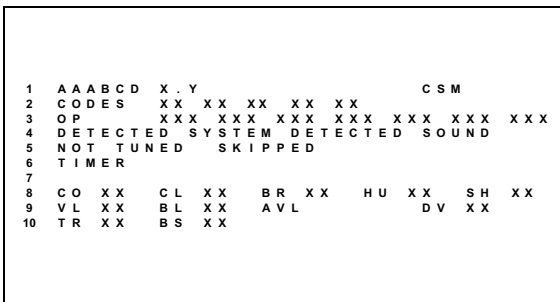 1 AAABCD X.Y CSM
2 CODES XX XX XX XX XX
3 OP XXX XXX XXX XXX XXX XXX XXX
4 DETECTED SYSTEM DETECTED SOUND
5 NOT TUNED SKIPPED
6 TIMER
7
8 CO XX CL XX BR XX HU XX SH XX
9 VL XX BL XX AVL DV XX
10 TR XX BS XX